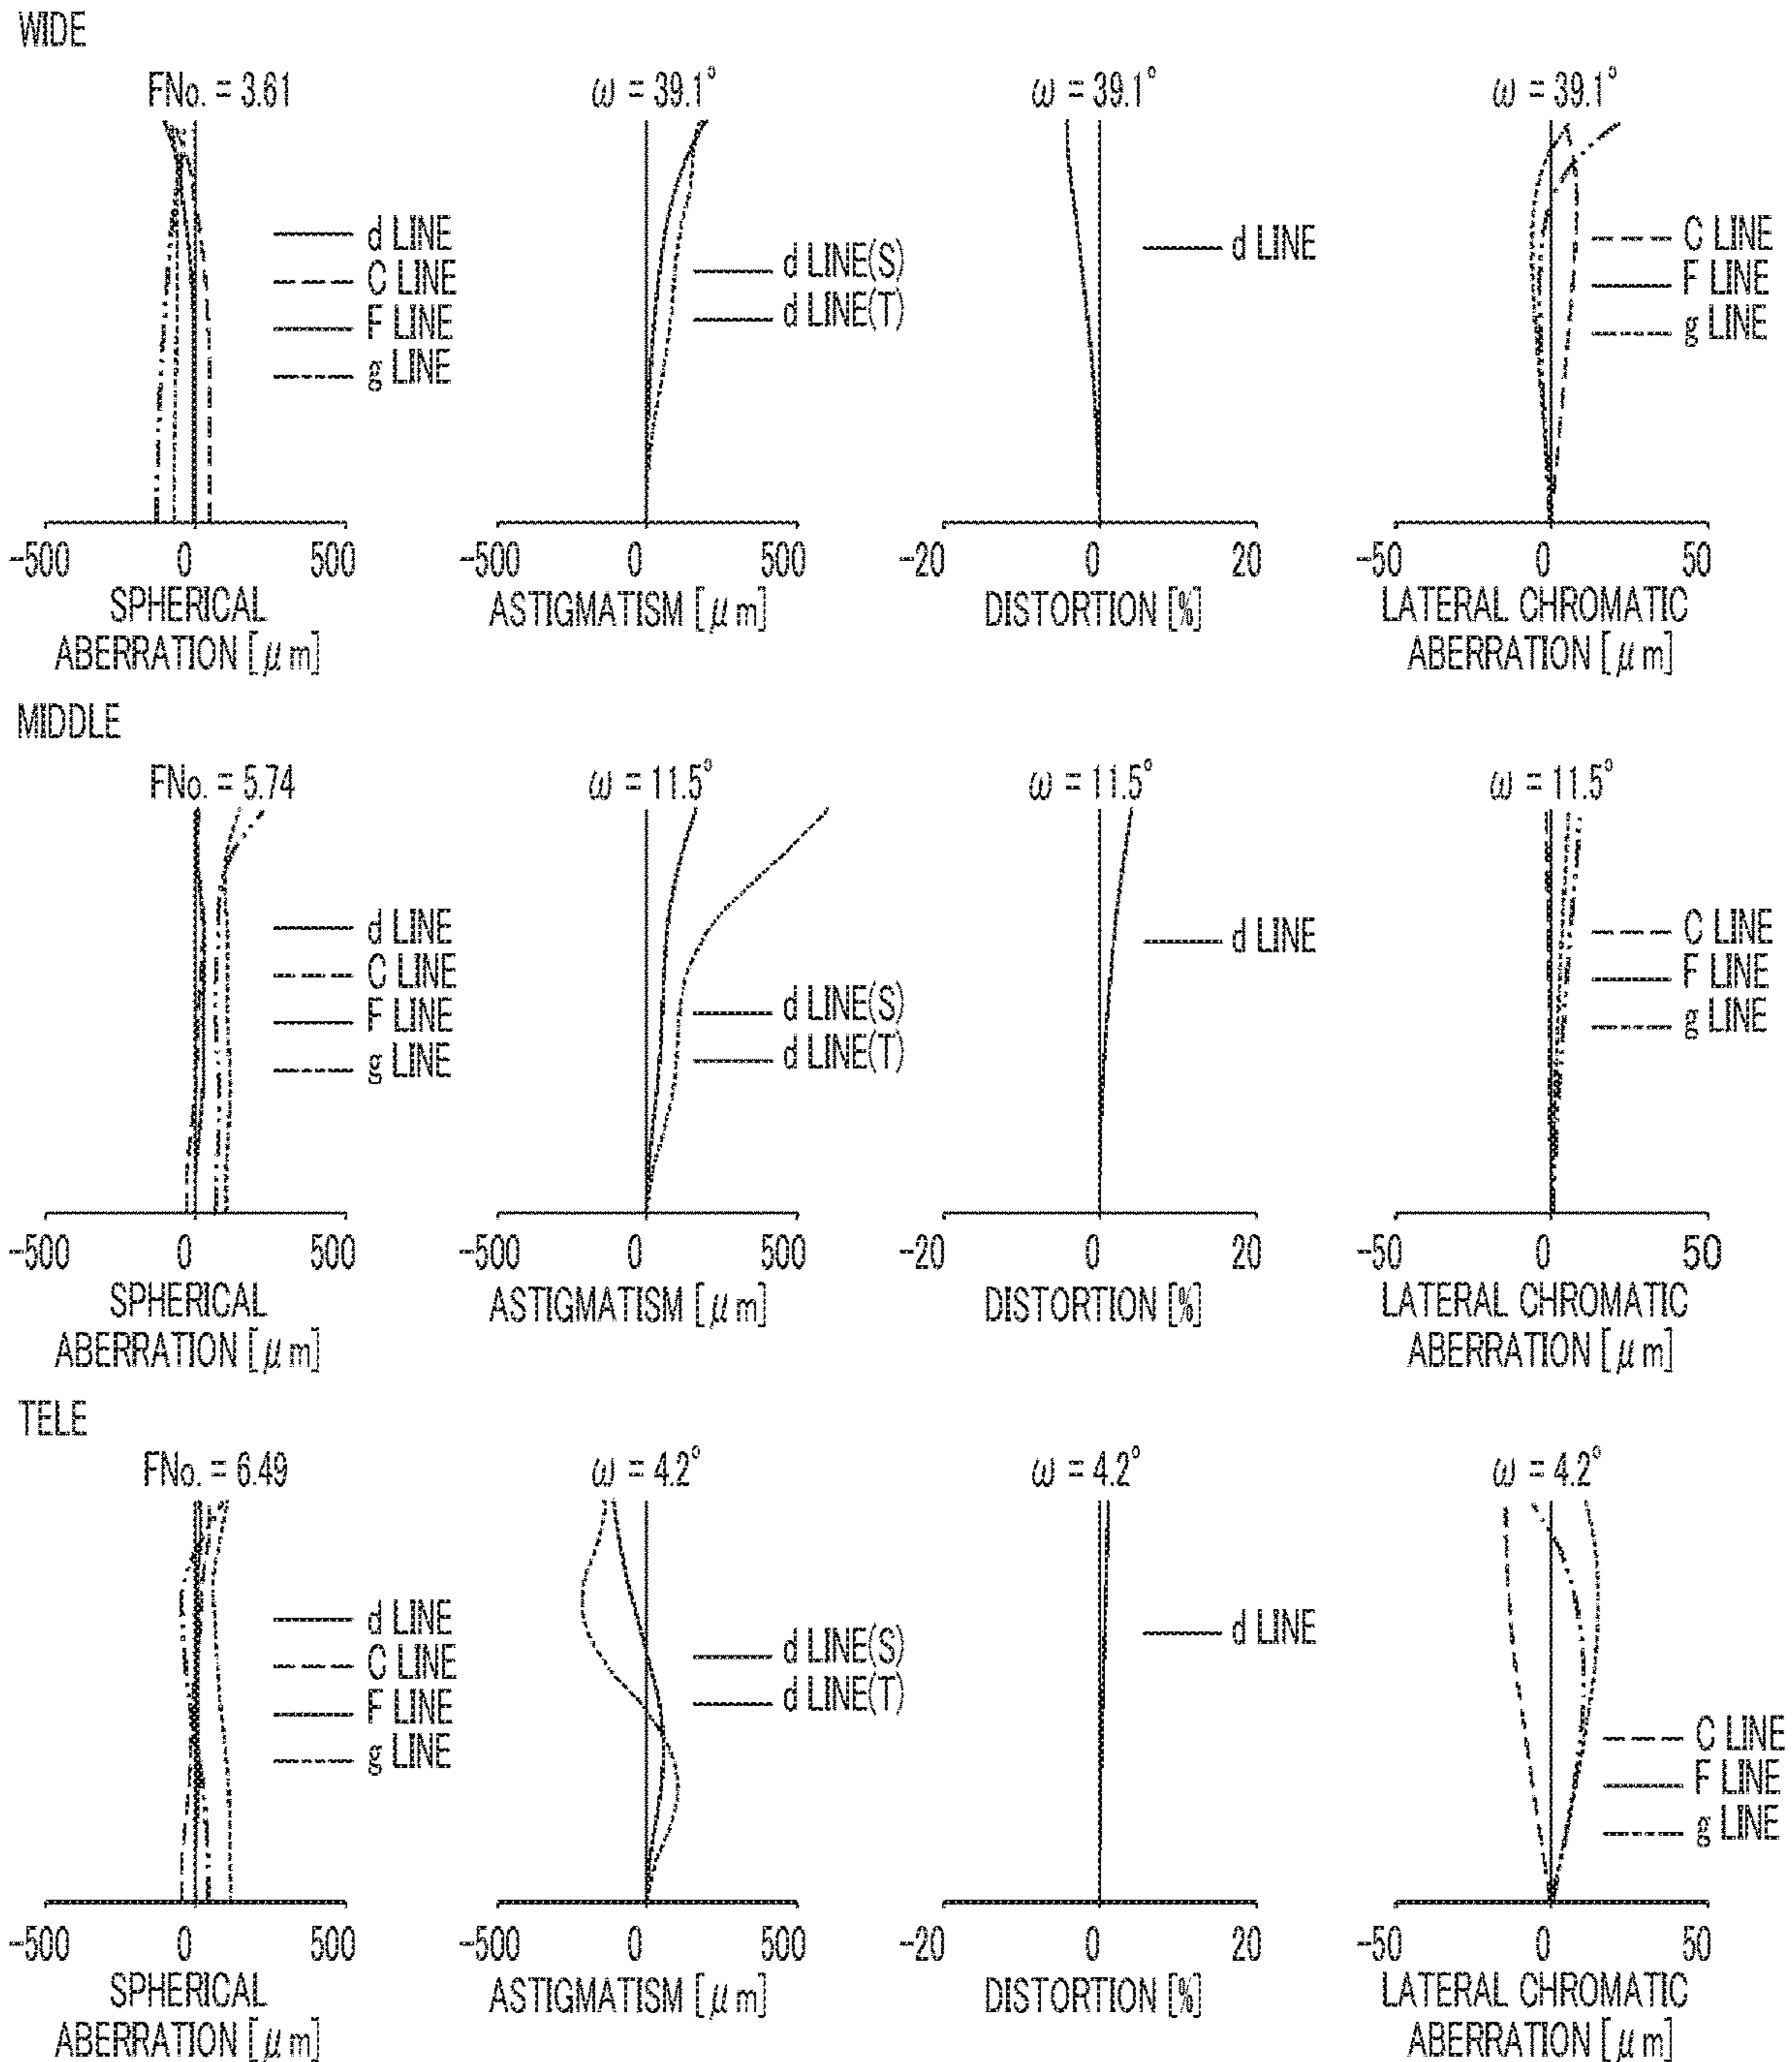 WIDE
FNo. = 3.61
ω = 39.1°
ω = 39.1°
ω = 39.1°
d LINE
C LINE
F LINE
g LINE
d LINE(S)
d LINE(T)
d LINE
C LINE
F LINE
g LINE
-500 0 500
-500 0 500
-20 0 20
-50 0 50
SPHERICAL
ABERRATION [μm]
ASTIGMATISM [μm]
DISTORTION [%]
LATERAL CHROMATIC
ABERRATION [μm]
MIDDLE
FNo. = 5.74
ω = 11.5°
ω = 11.5°
ω = 11.5°
d LINE
C LINE
F LINE
g LINE
d LINE(S)
d LINE(T)
d LINE
C LINE
F LINE
g LINE
-500 0 500
-500 0 500
-20 0 20
-50 0 50
SPHERICAL
ABERRATION [μm]
ASTIGMATISM [μm]
DISTORTION [%]
LATERAL CHROMATIC
ABERRATION [μm]
TELE
FNo. = 6.49
ω = 4.2°
ω = 4.2°
ω = 4.2°
d LINE
C LINE
F LINE
g LINE
d LINE(S)
d LINE(T)
d LINE
C LINE
F LINE
g LINE
-500 0 500
-500 0 500
-20 0 20
-50 0 50
SPHERICAL
ABERRATION [μm]
ASTIGMATISM [μm]
DISTORTION [%]
LATERAL CHROMATIC
ABERRATION [μm]